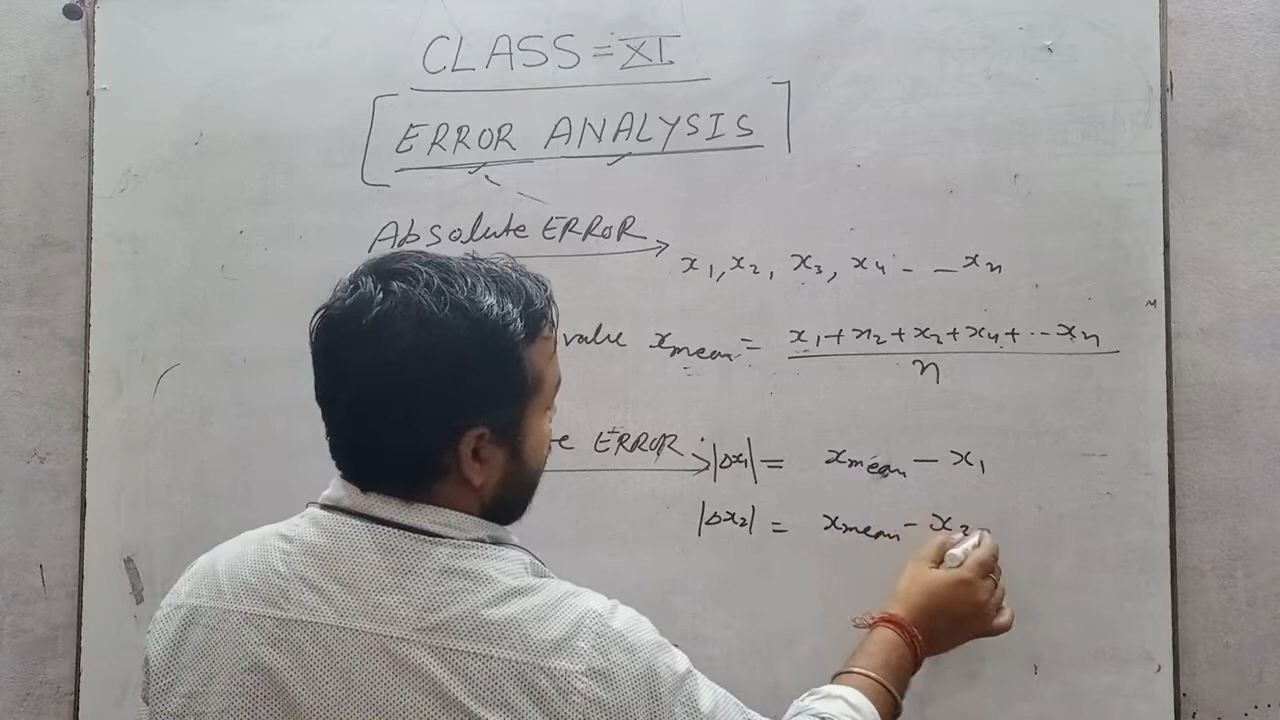 CLASS = XI
ERROR ANALYSIS
Absolute ERROR → x₁, x₂, x₃, x₄ - - xₙ
value xmean = x₁+x₂+x₂+x₄+---xₙ / n
ERROR → |Δx₁| = xmean - x₁
|Δx₂| = xmean - x₂